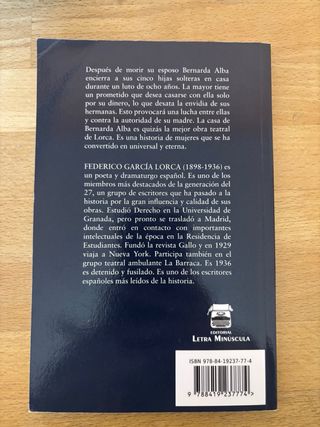 Después de morir su esposo Bernarda Alba
encierra a sus cinco hijas solteras en casa
durante un luto de ocho años. La mayor tiene
un prometido que desea casarse con ella solo
por su dinero, lo que desata la envidia de sus
hermanas. Esto provocará una lucha entre ellas
y contra la autoridad de su madre. La casa de
Bernarda Alba es quizás la mejor obra teatral
de Lorca. Es una historia de mujeres que se
ha convertido en universal y eterna.
FEDERICO GARCÍA LORCA (1898-1936) es
un poeta y dramaturgo español. Es uno de los
miembros más destacados de la generación del
27, un grupo de escritores que ha pasado a la
historia por la gran influencia y calidad de sus
obras. Estudió Derecho en la Universidad de
Granada, pero pronto se trasladó a Madrid,
donde entró en contacto con importantes
intelectuales de la época en la Residencia de
Estudiantes. Fundó la revista Gallo y en 1929
viaja a Nueva York. Participa también en el
grupo teatral ambulante La Barraca. Es 1936
es detenido y fusilado. Es uno de los escritores
españoles más leídos de la historia.
EDITORIAL
LETRA MINÚSCULA
ISBN 978-84-19237-77-4
9 788419 237774 >